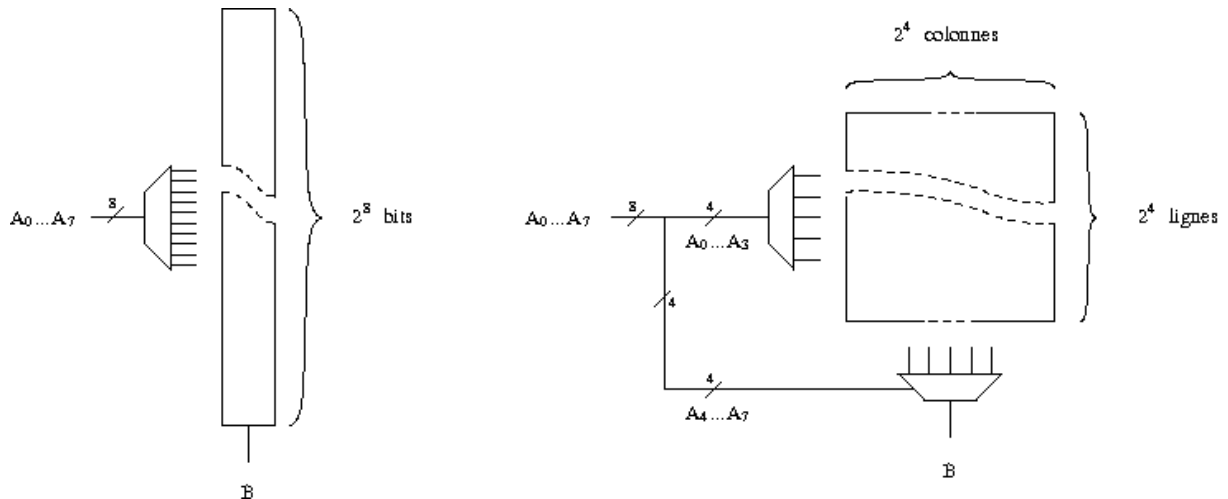 2⁴ colonnes
8
A₀...A₇
2⁸ bits
B
8
4
A₀...A₇
A₀...A₃
4
2⁴ lignes
4
A₄...A₇
B